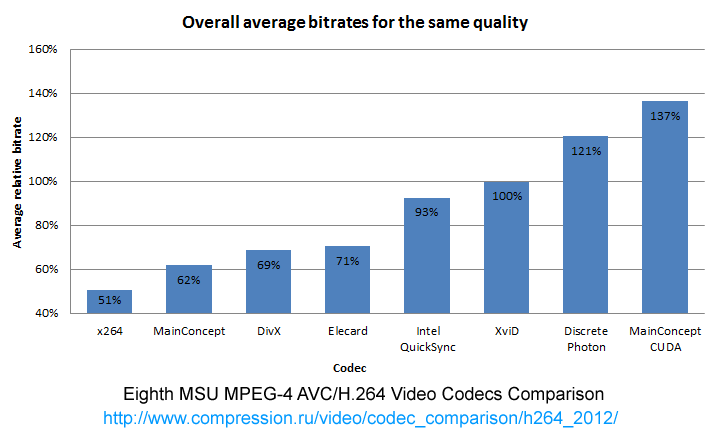 Overall average bitrates for the same quality
160%
140%
120%
100%
80%
60%
40%
Average relative bitrate
51%
62%
69%
71%
93%
100%
121%
137%
x264
MainConcept
DivX
Elecard
Intel
QuickSync
XviD
Discrete
Photon
MainConcept
CUDA
Codec
Eighth MSU MPEG-4 AVC/H.264 Video Codecs Comparison
http://www.compression.ru/video/codec_comparison/h264_2012/